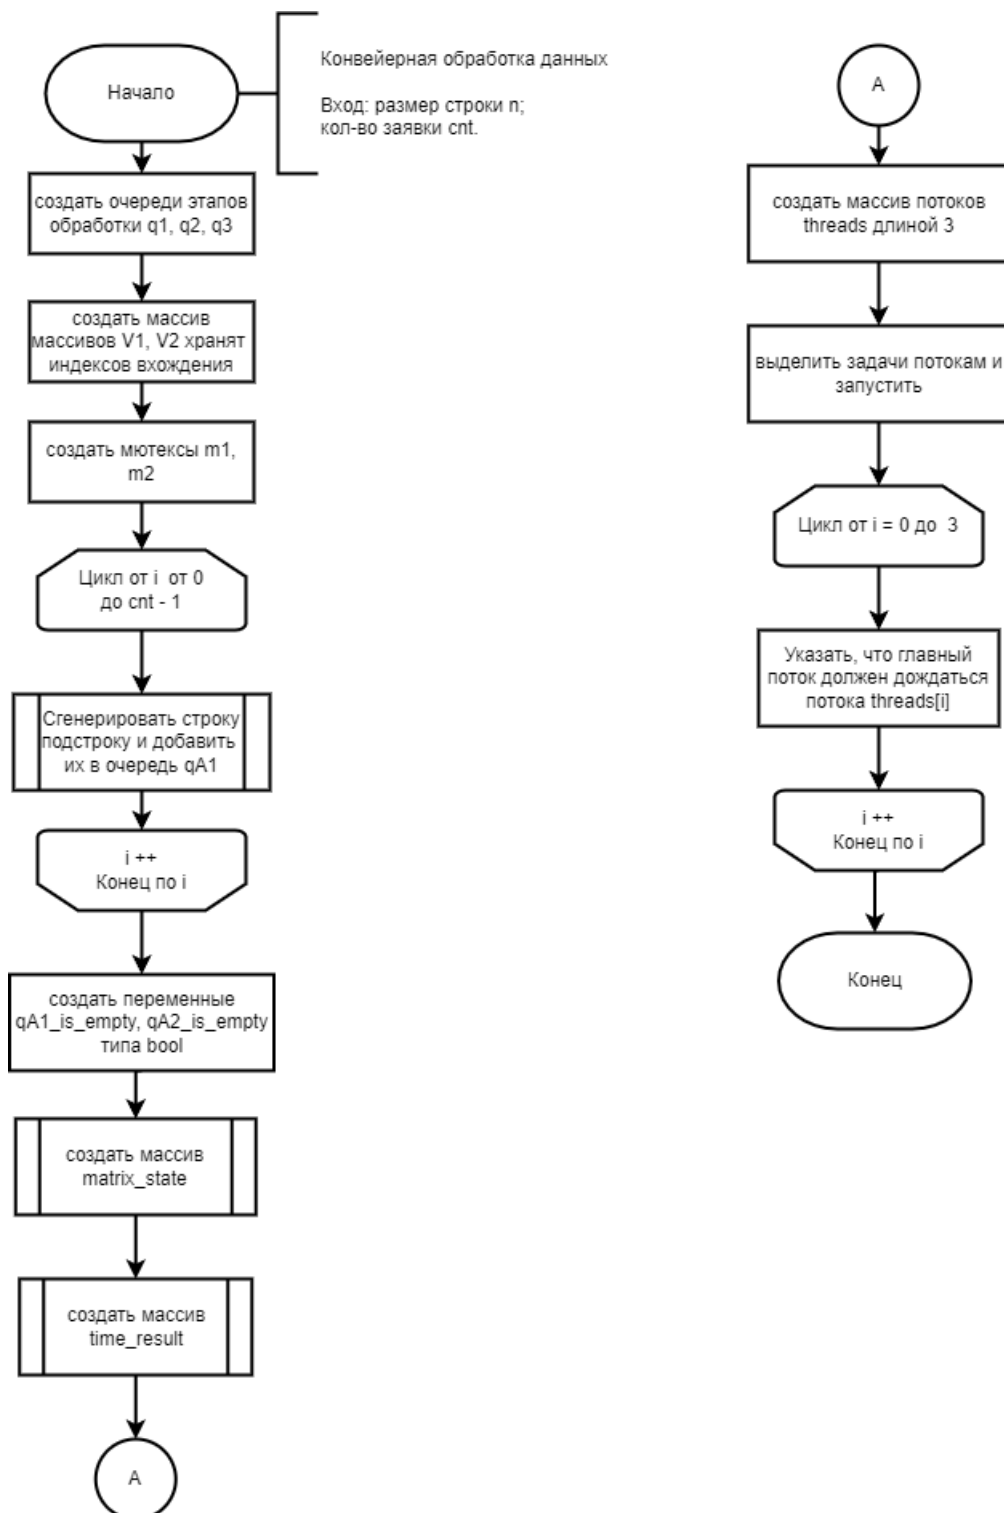 Начало
Конвейерная обработка данных
Вход: размер строки n;
кол-во заявки cnt.
создать очереди этапов
обработки q1, q2, q3
создать массив
массивов V1, V2 хранят
индексов вхождения
создать мютексы m1,
m2
Цикл от i  от 0
до cnt - 1
Сгенерировать строку
подстроку и добавить
их в очередь qA1
i ++
Конец по i
создать переменные
qA1_is_empty, qA2_is_empty
типа bool
создать массив
matrix_state
создать массив
time_result
A
A
создать массив потоков
threads длиной 3
выделить задачи потокам и
запустить
Цикл от i = 0 до  3
Указать, что главный
поток должен дождаться
потока threads[i]
i ++
Конец по i
Конец